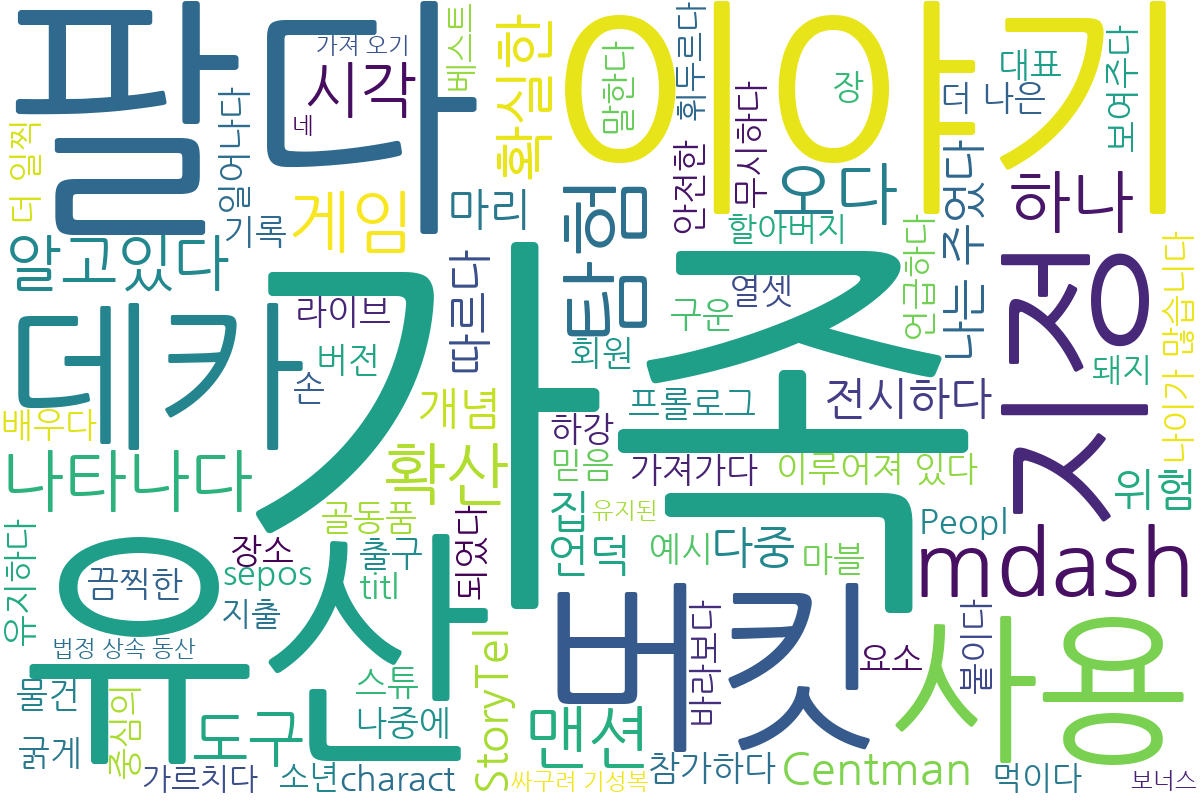 팔다
이야기
가족
유산
데카
버킷
사용
지정
mdash
탐험
시각
가져 오기
네
베스트
확실한
말한다
휘두르다
장
더 나은
대표
보여주다
더 일찍
일어나다
기록
게임
마리
안전한
무시하다
오다
할아버지
나는 주었다
하나
알고있다
라이브
버전
손
따르다
회원
구운
열셋
언급하다
돼지
나이가 많습니다
배우다
개념
프롤로그
전시하다
나타나다
확산
하강
믿음
가져가다
이루어져 있다
위험
골동품
집
유지된
Peopl
유지하다
장소
출구
되었다
언덕
예시
다중
마블
끔찍한
sepos
titl
지출
법정 상속 동산
스튜
StoryTel
바라보다
요소
붙이다
물건
중심의
도구
나중에
맨션
굵게
가르치다
소년
charact
싸구려 기성복
참가하다
Centman
먹이다
보너스